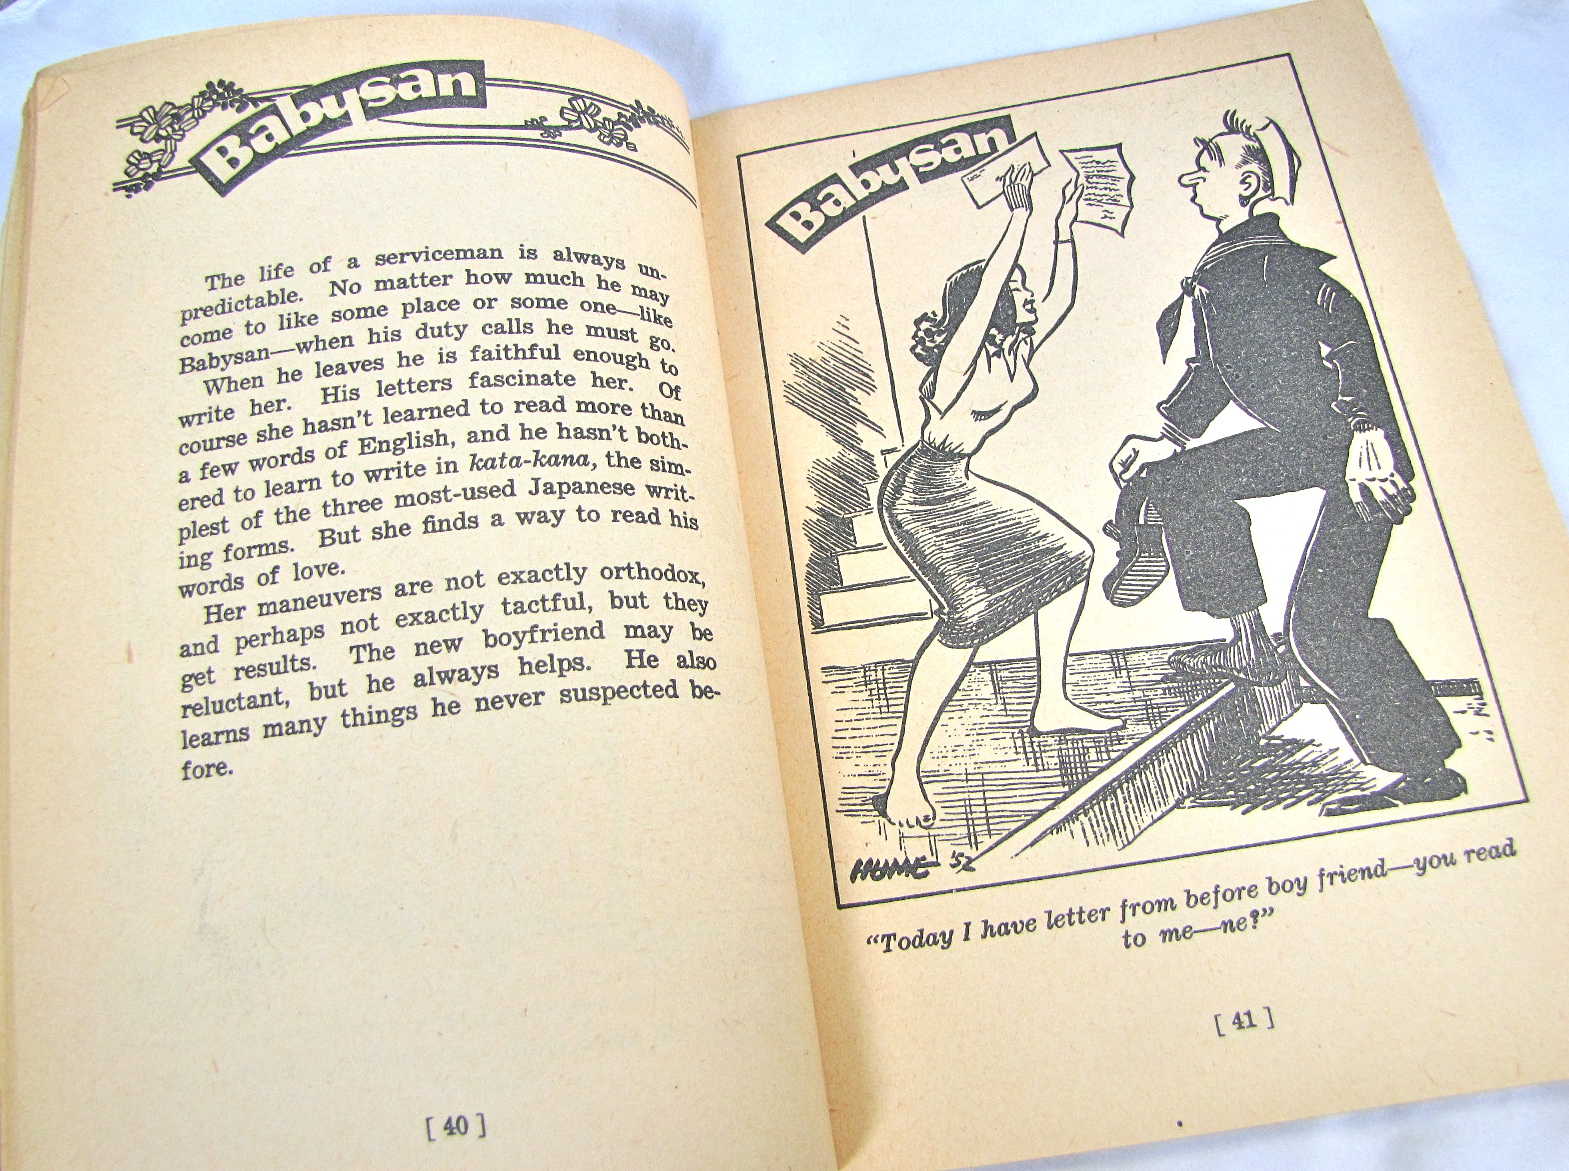 Babysan
The life of a serviceman is always un-
predictable. No matter how much he may
come to like some place or some one—like
Babysan—when his duty calls he must go.
When he leaves he is faithful enough to
write her. His letters fascinate her. Of
course she hasn't learned to read more than
a few words of English, and he hasn't both-
ered to learn to write in kata-kana, the sim-
plest of the three most-used Japanese writ-
ing forms. But she finds a way to read his
words of love.
Her maneuvers are not exactly orthodox,
and perhaps not exactly tactful, but they
get results. The new boyfriend may be
reluctant, but he always helps. He also
learns many things he never suspected be-
fore.
[ 40 ]
Babysan
HUME '52
"Today I have letter from before boy friend—you read
to me—ne?"
[ 41 ]